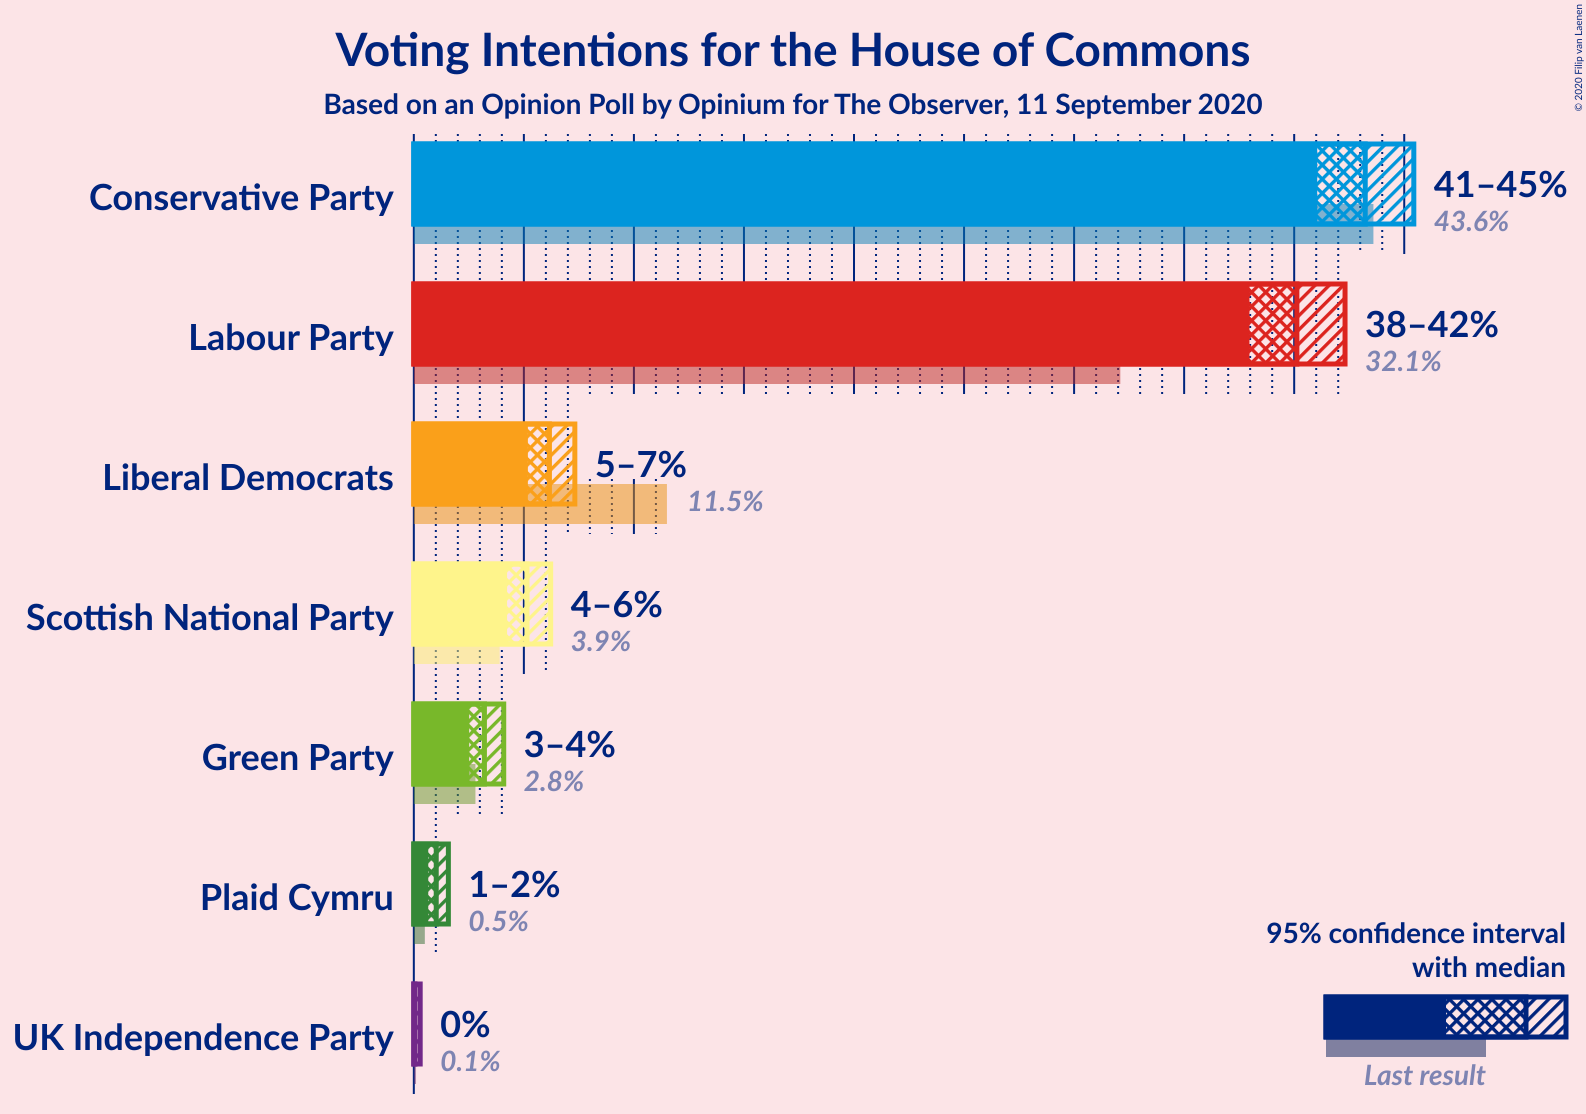 Voting Intentions for the House of Commons
Based on an Opinion Poll by Opinium for The Observer, 11 September 2020
© 2020 Filip van Laenen
Conservative Party
41–45%
43.6%
Labour Party
38–42%
32.1%
Liberal Democrats
5–7%
11.5%
Scottish National Party
4–6%
3.9%
Green Party
3–4%
2.8%
Plaid Cymru
1–2%
0.5%
UK Independence Party
0%
0.1%
95% confidence interval
with median
Last result